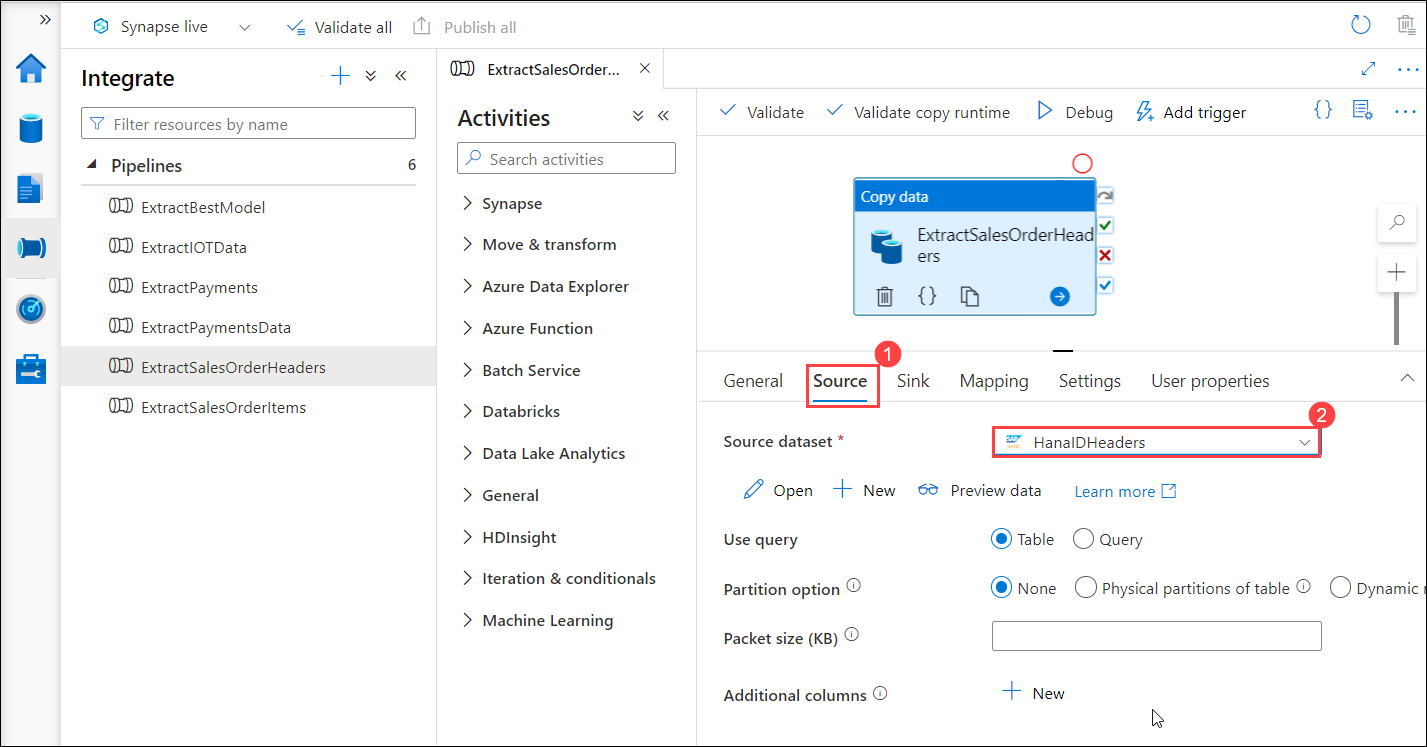 Synapse live
Validate all
Publish all
Integrate
Filter resources by name
Pipelines 6
ExtractBestModel
ExtractIOTData
ExtractPayments
ExtractPaymentsData
ExtractSalesOrderHeaders
ExtractSalesOrderItems
ExtractSalesOrder...
Activities
Search activities
Synapse
Move & transform
Azure Data Explorer
Azure Function
Batch Service
Databricks
Data Lake Analytics
General
HDInsight
Iteration & conditionals
Machine Learning
Validate
Validate copy runtime
Debug
Add trigger
Copy data
ExtractSalesOrderHead
ers
1
General Source Sink Mapping Settings User properties
2
Source dataset * SAP HanaIDHeaders
Open New Preview data Learn more
Use query Table Query
Partition option None Physical partitions of table Dynamic
Packet size (KB)
Additional columns New